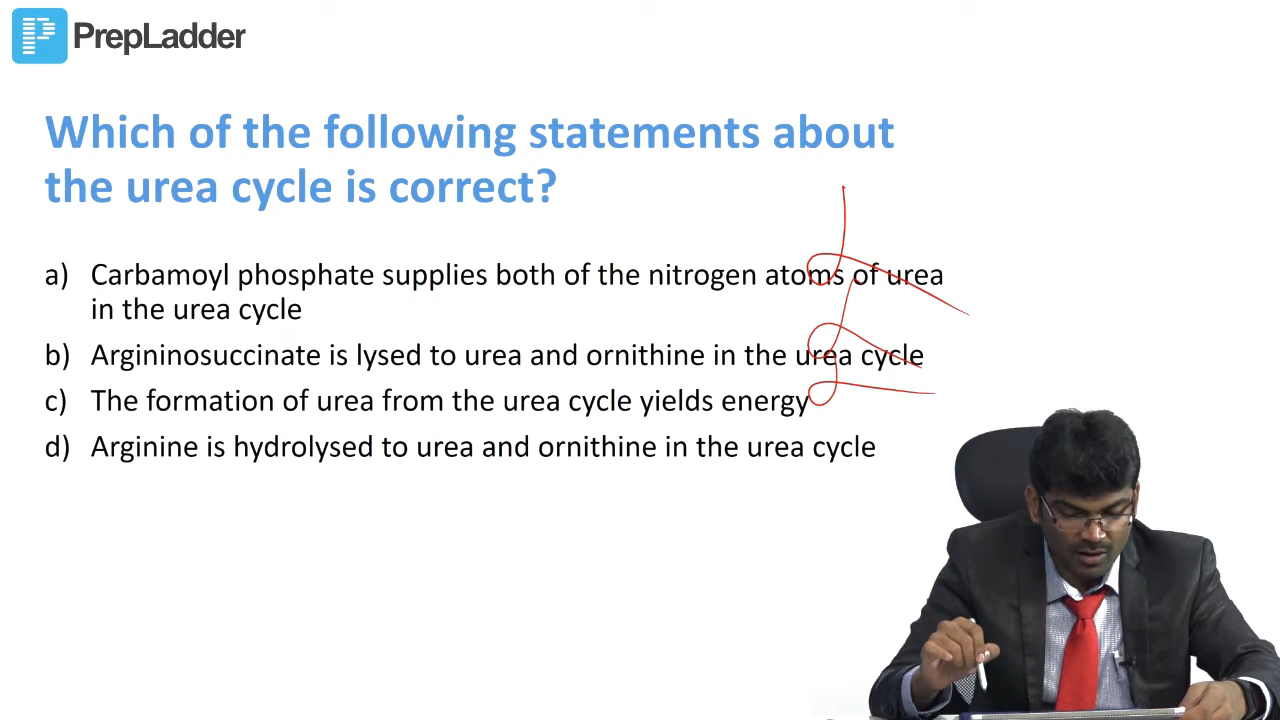 PrepLadder
Which of the following statements about
the urea cycle is correct?
a) Carbamoyl phosphate supplies both of the nitrogen atoms of urea
in the urea cycle
b) Argininosuccinate is lysed to urea and ornithine in the urea cycle
c) The formation of urea from the urea cycle yields energy
d) Arginine is hydrolysed to urea and ornithine in the urea cycle